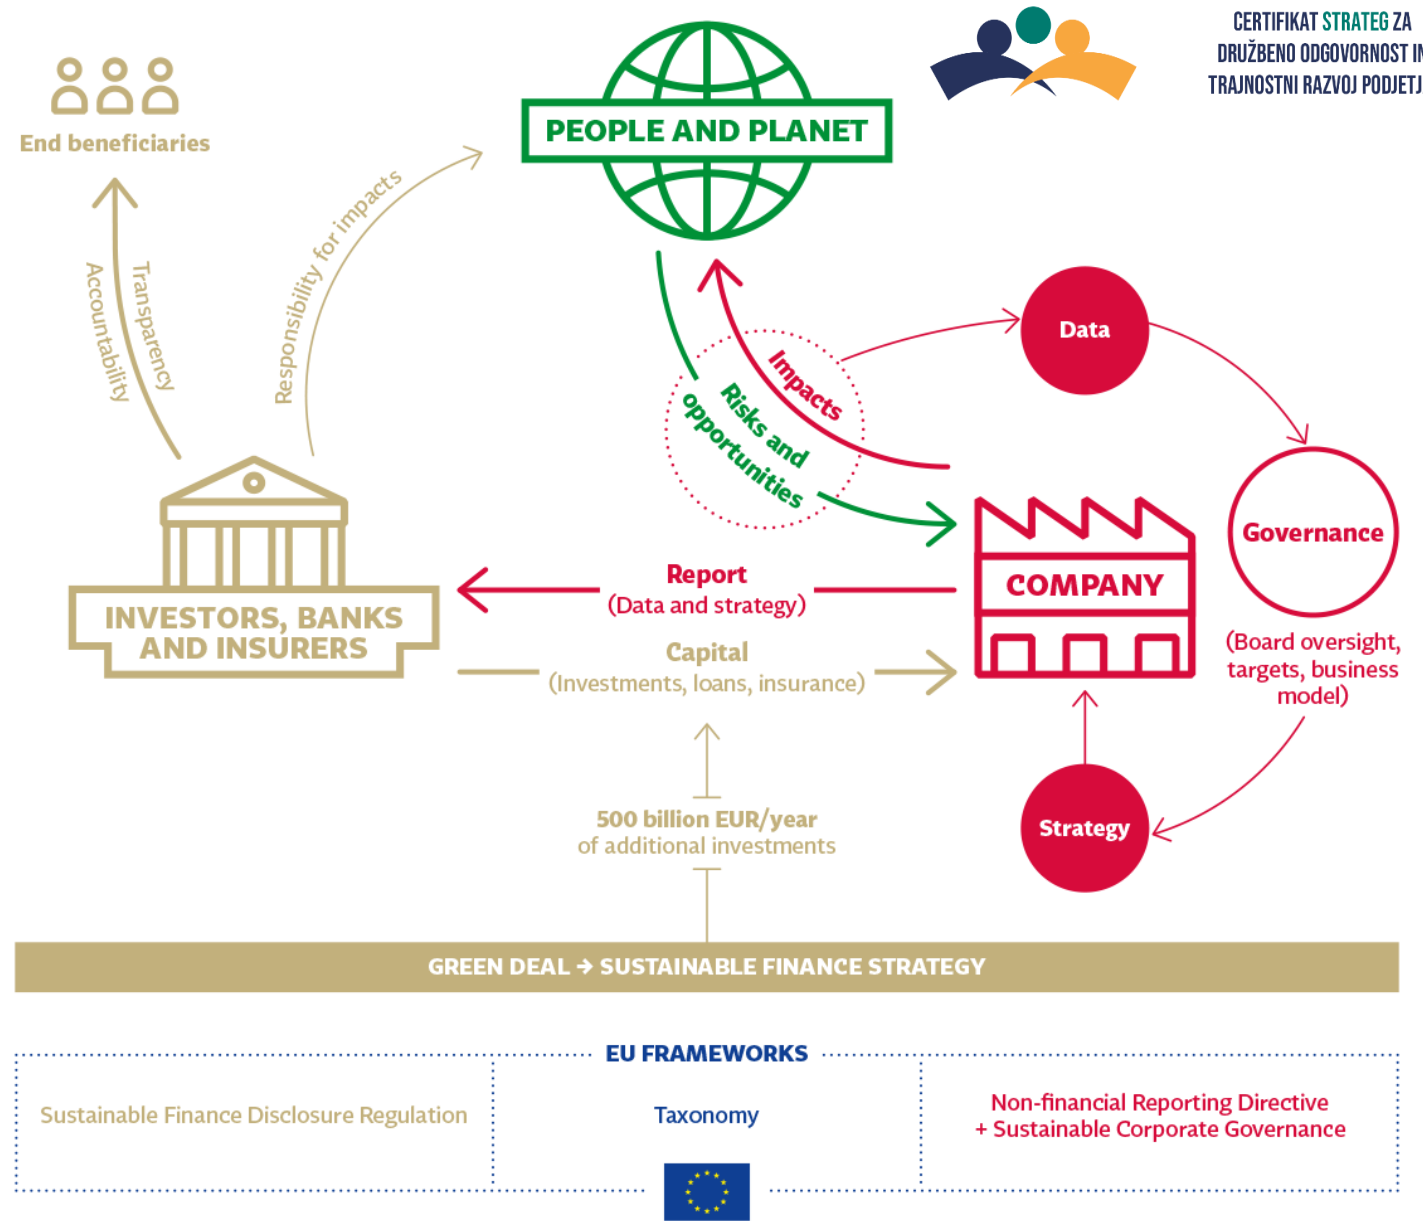 CERTIFIKAT STRATEG ZA
DRUŽBENO ODGOVORNOST IN
TRAJNOSTNI RAZVOJ
End beneficiaries
PEOPLE AND PLANET
Responsibility for impacts
Transparency
Accountability
Data
Impacts
Risks and
opportunities
Governance
(Board oversight,
targets, business
model)
COMPANY
Report
(Data and strategy)
INVESTORS, BANKS
AND INSURERS
Capital
(Investments, loans, insurance)
500 billion EUR/year
of additional investments
Strategy
GREEN DEAL → SUSTAINABLE FINANCE STRATEGY
EU FRAMEWORKS
Sustainable Finance Disclosure Regulation
Taxonomy
Non-financial Reporting Directive
+ Sustainable Corporate Governance